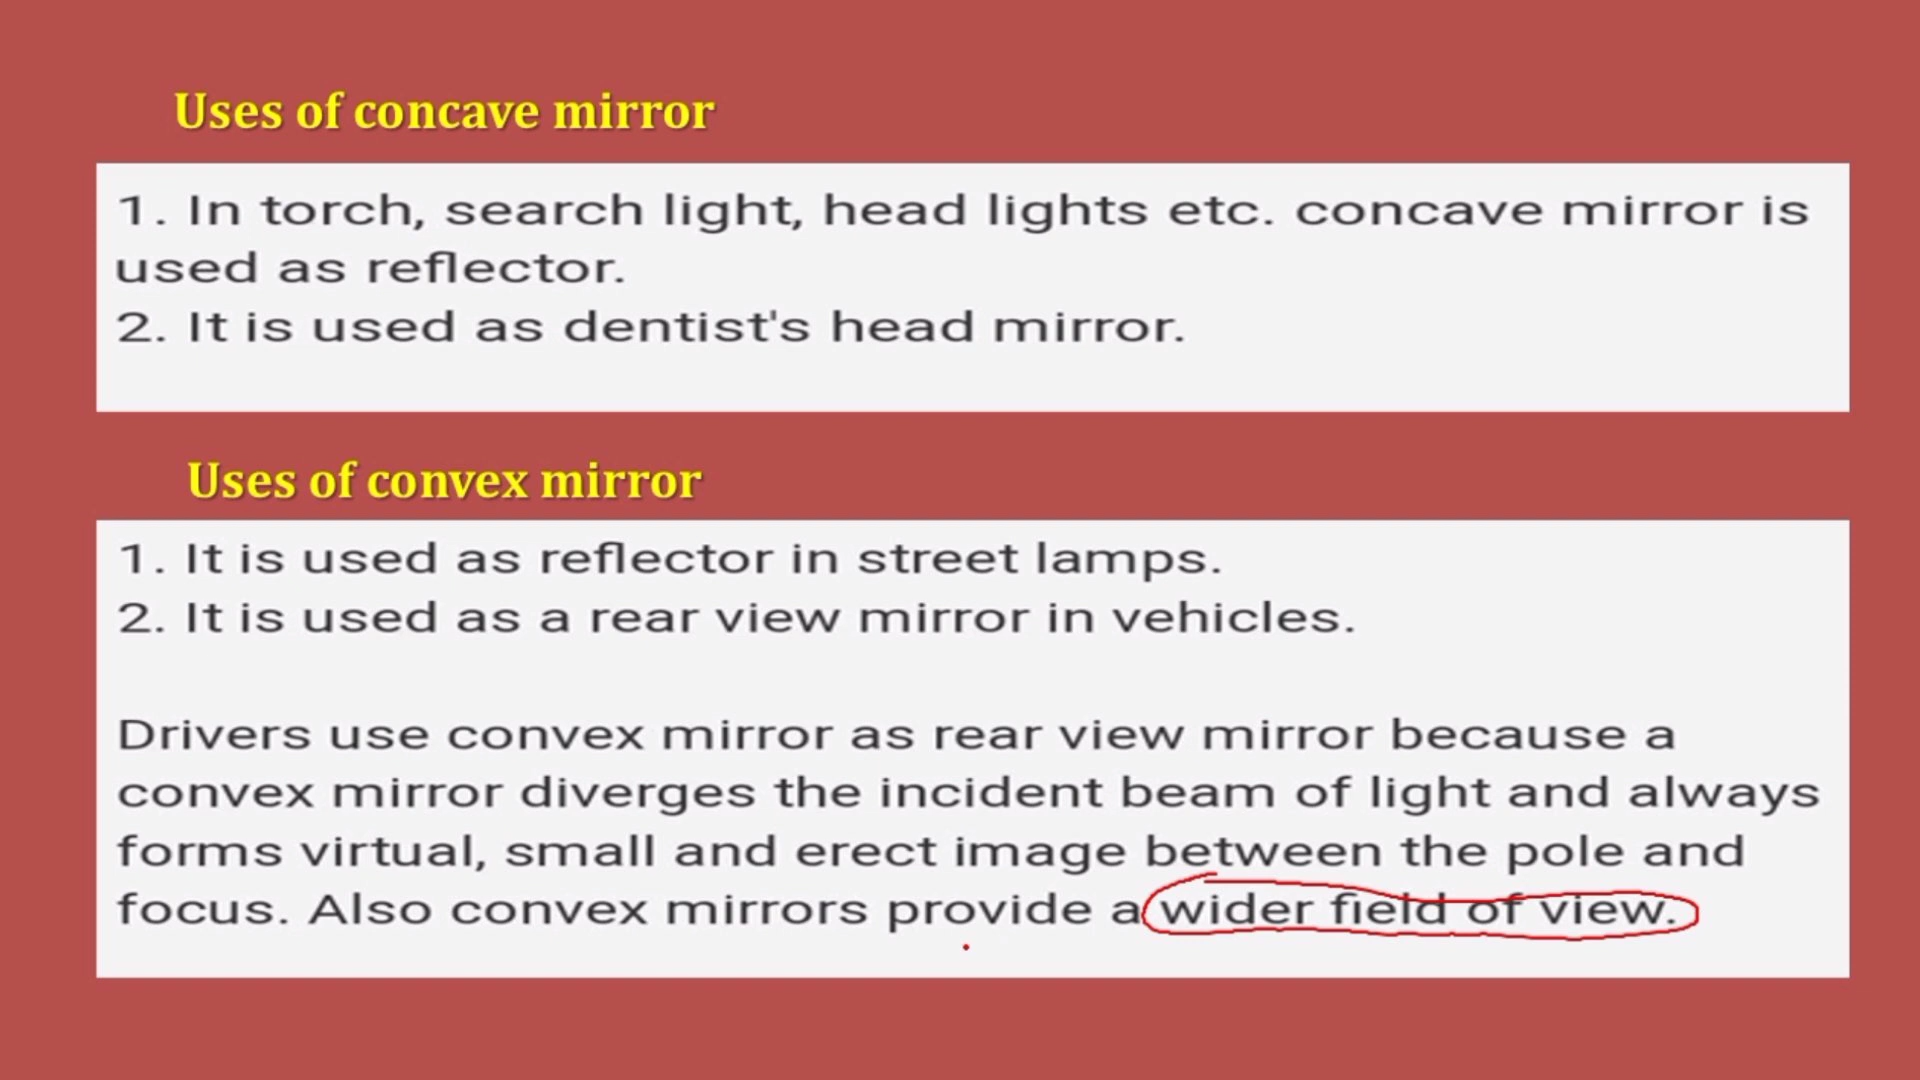 Uses of concave mirror
1. In torch, search light, head lights etc. concave mirror is
used as reflector.
2. It is used as dentist's head mirror.
Uses of convex mirror
1. It is used as reflector in street lamps.
2. It is used as a rear view mirror in vehicles.
Drivers use convex mirror as rear view mirror because a
convex mirror diverges the incident beam of light and always
forms virtual, small and erect image between the pole and
focus. Also convex mirrors provide a wider field of view.